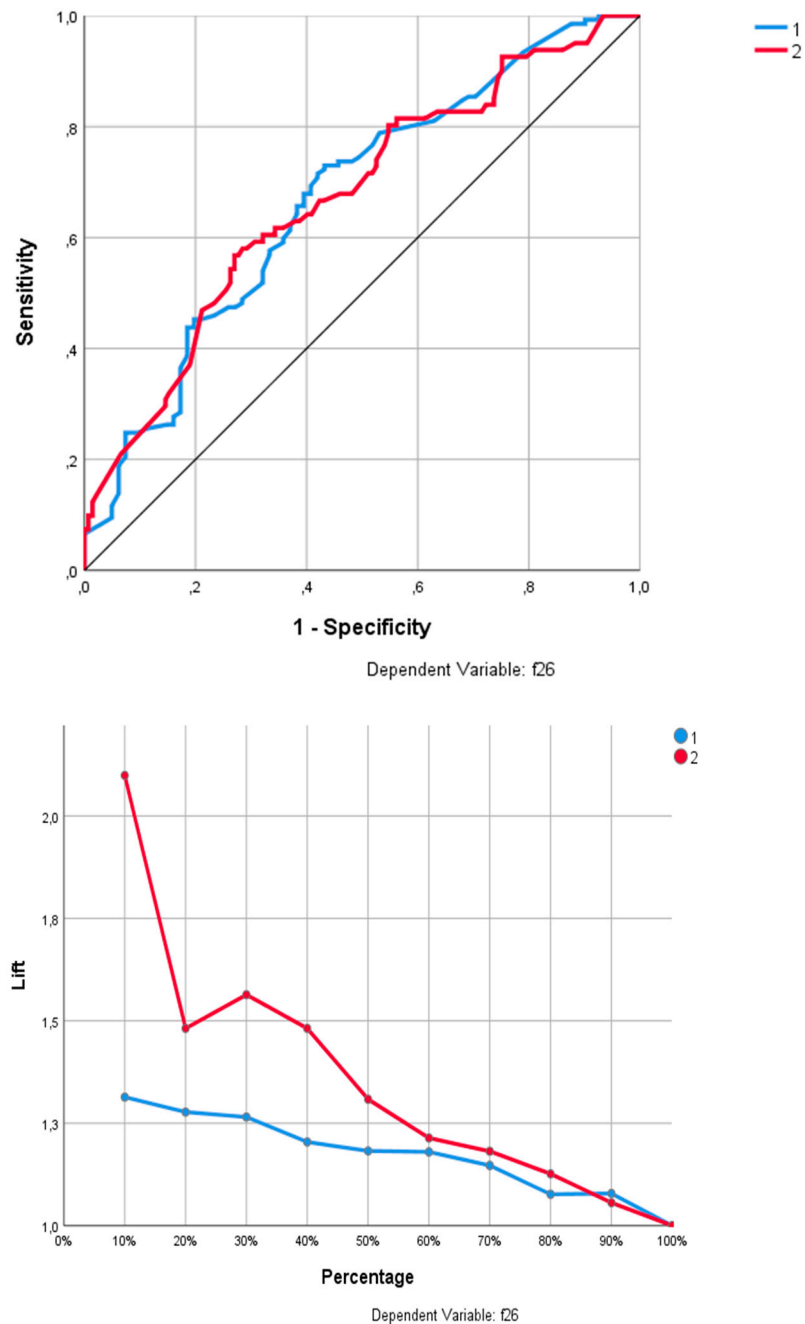 1
2
1,0
,8
,6
,4
,2
,0
Sensitivity
,0 ,2 ,4 ,6 ,8 1,0
1 - Specificity
Dependent Variable: f26
1
2
2,0
1,8
1,5
1,3
1,0
Lift
0% 10% 20% 30% 40% 50% 60% 70% 80% 90% 100%
Percentage
Dependent Variable: f26